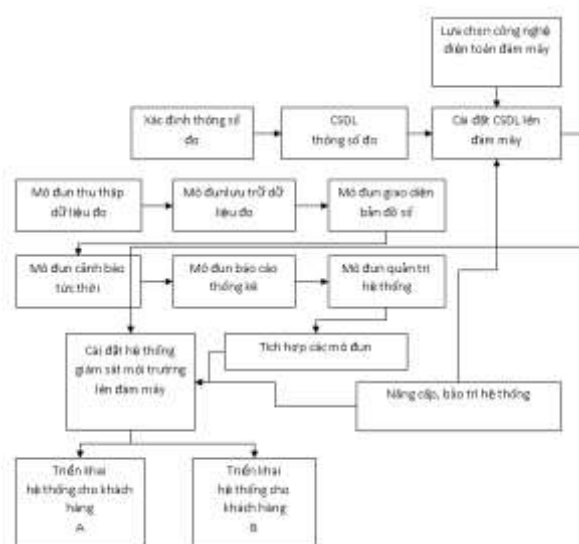 Lựa chọn công nghệ
điện toán đám mây
Xác định thông số
đo
CSDL
thông số đo
Cài đặt CSDL lên
đám mây
Mô đun thu thập
dữ liệu đo
Mô đun lưu trữ dữ
liệu đo
Mô đun giao diện
bản đồ số
Mô đun cảnh báo
tức thời
Mô đun báo cáo
thống kê
Mô đun quản trị
hệ thống
Cài đặt hệ thống
giám sát môi trường
lên đám mây
Tích hợp các mô đun
Nâng cấp, bảo trì hệ thống
Triển khai
hệ thống cho khách
hàng
A
Triển khai
hệ thống cho
khách hàng
B